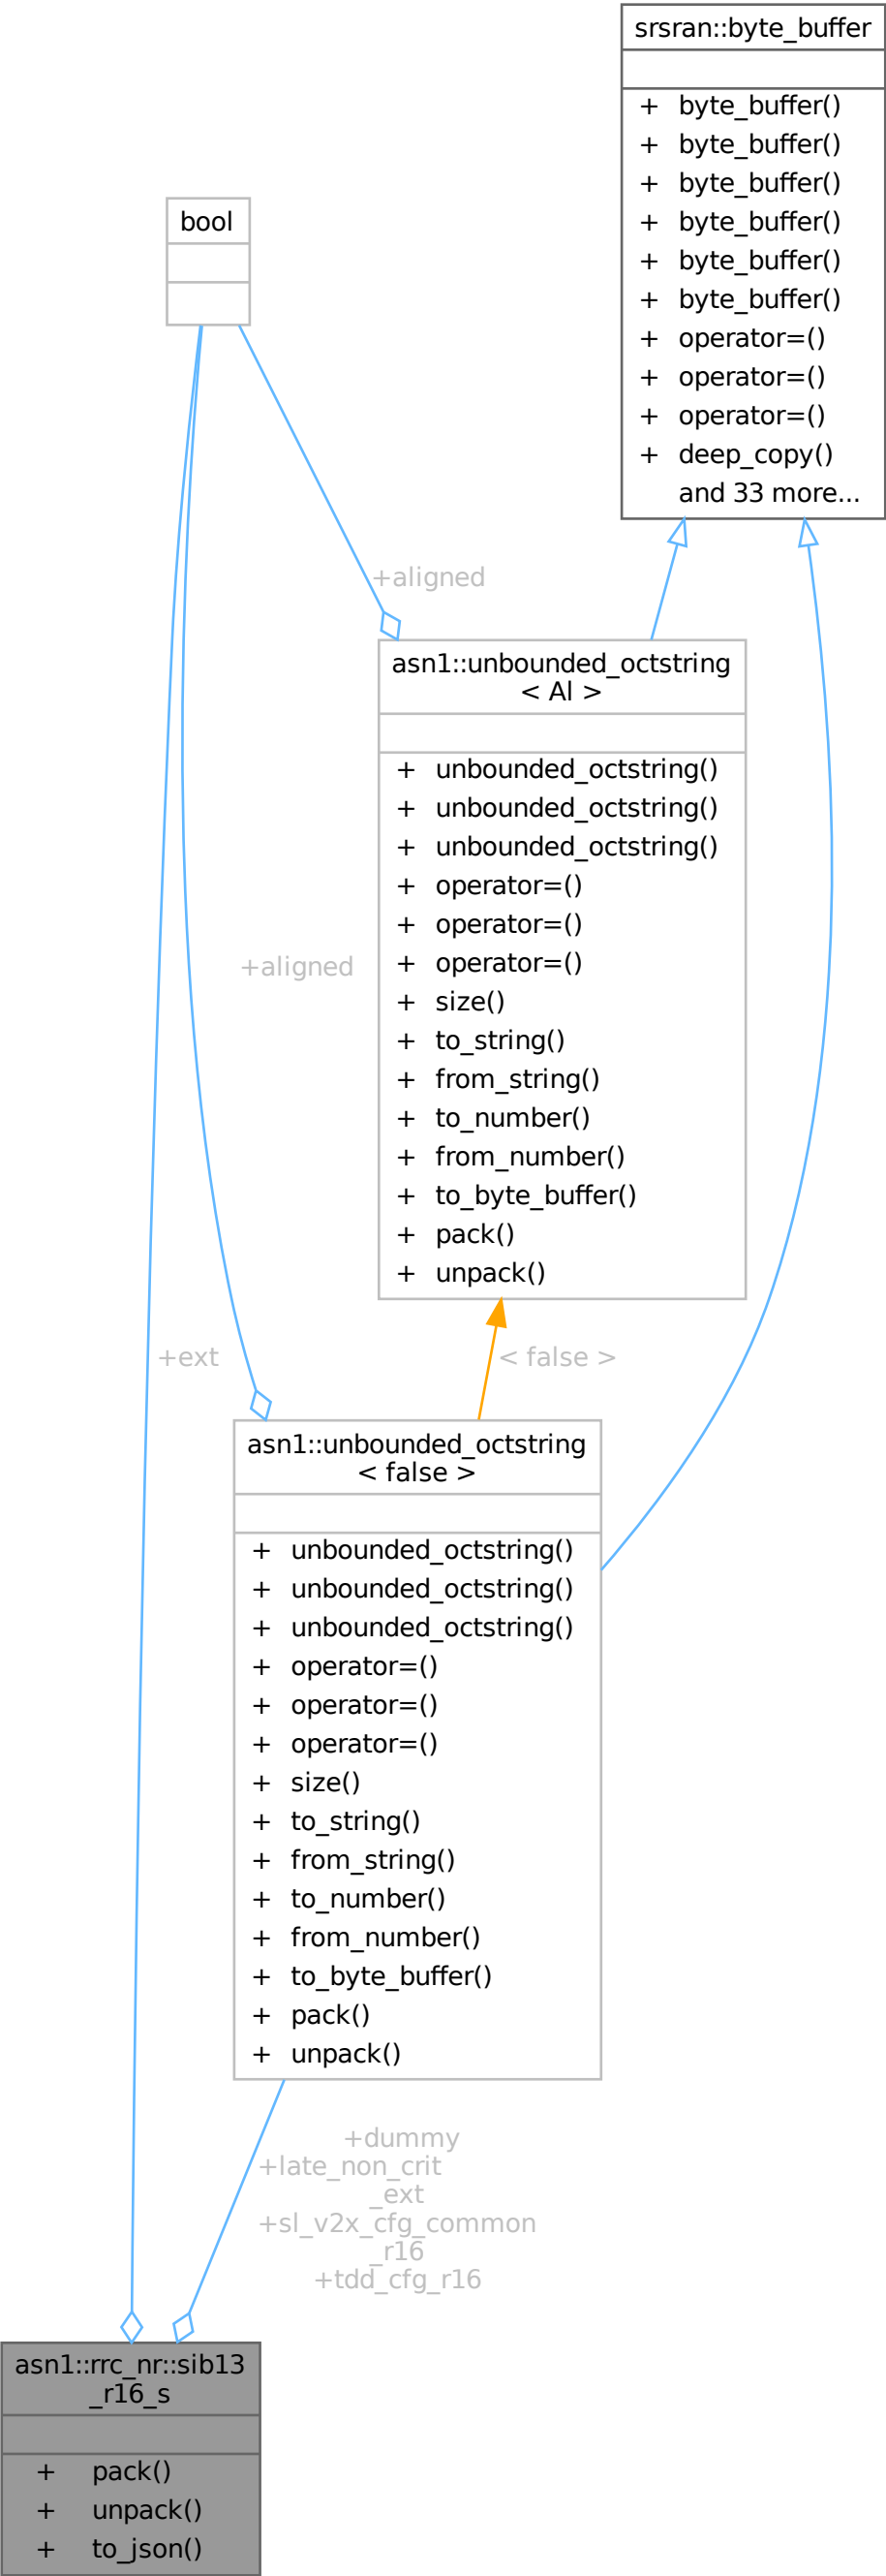 srsran::byte_buffer
+ byte_buffer()
+ byte_buffer()
+ byte_buffer()
+ byte_buffer()
+ byte_buffer()
+ byte_buffer()
+ operator=()
+ operator=()
+ operator=()
+ deep_copy()
and 33 more...
bool
+aligned
asn1::unbounded_octstring
< Al >
+ unbounded_octstring()
+ unbounded_octstring()
+ unbounded_octstring()
+ operator=()
+ operator=()
+ operator=()
+ size()
+ to_string()
+ from_string()
+ to_number()
+ from_number()
+ to_byte_buffer()
+ pack()
+ unpack()
+aligned
+ext
< false >
asn1::unbounded_octstring
< false >
+ unbounded_octstring()
+ unbounded_octstring()
+ unbounded_octstring()
+ operator=()
+ operator=()
+ operator=()
+ size()
+ to_string()
+ from_string()
+ to_number()
+ from_number()
+ to_byte_buffer()
+ pack()
+ unpack()
+dummy
+late_non_crit
_ext
+sl_v2x_cfg_common
_r16
+tdd_cfg_r16
asn1::rrc_nr::sib13
_r16_s
+ pack()
+ unpack()
+ to_json()